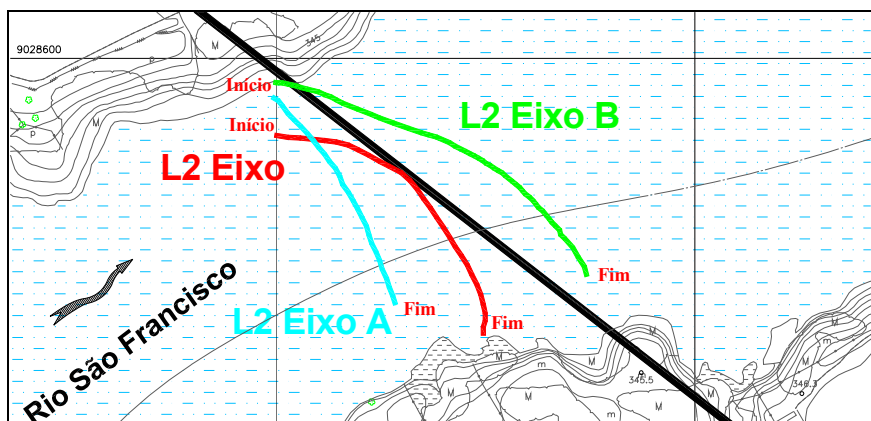 9028600
M
345
p
Início
L2 Eixo B
M
p
Início
L2 Eixo
M
Rio São Francisco
L2 Eixo A
Fim
Fim
Fim
M
M
m
M
m
345.5
346.3
M
m
M
M
m